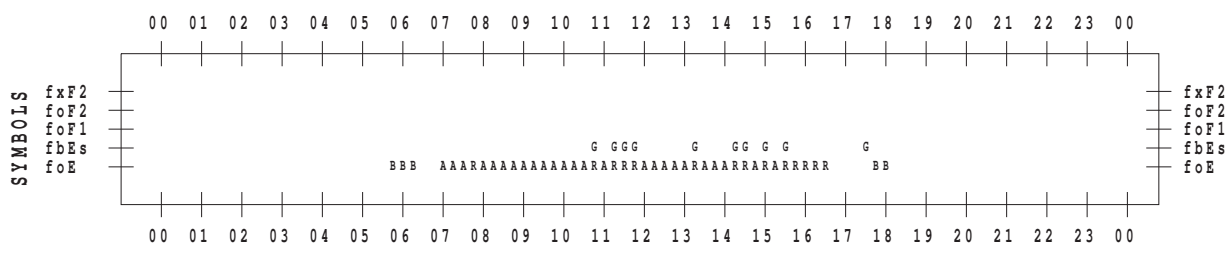 00 01 02 03 04 05 06 07 08 09 10 11 12 13 14 15 16 17 18 19 20 21 22 23 00
SYMBOLS
fxF2 fxF2
foF2 foF2
foF1 foF1
fbEs G GGG G GG G G G fbEs
foE BBB AAARAAAAAAAAAAARARRRAAAAARAAARRARARRRRR BB foE
00 01 02 03 04 05 06 07 08 09 10 11 12 13 14 15 16 17 18 19 20 21 22 23 00